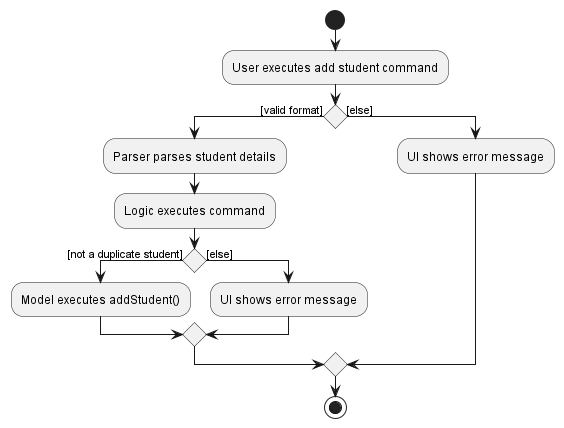 User executes add student command
[valid format]
[else]
Parser parses student details
UI shows error message
Logic executes command
[not a duplicate student]
[else]
Model executes addStudent()
UI shows error message